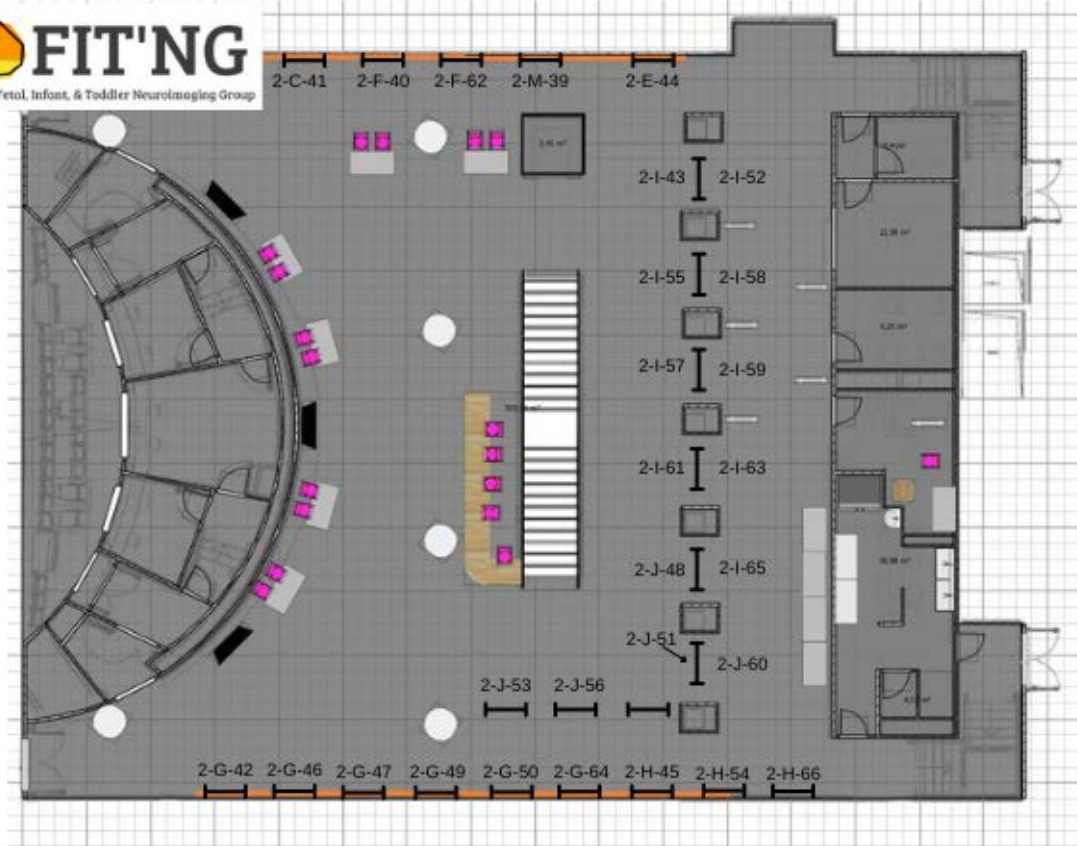 FIT'NG
Fetal, Infant, & Toddler Neuroimaging Group
2-C-41 2-F-40 2-F-62 2-M-39 2-E-44
2-I-43 2-I-52
2-I-55 2-I-58
2-I-57 2-I-59
2-I-61 2-I-63
2-J-48 2-I-65
2-J-51
2-J-60
2-J-53 2-J-56
2-G-42 2-G-46 2-G-47 2-G-49 2-G-50 2-G-64 2-H-45 2-H-54 2-H-66